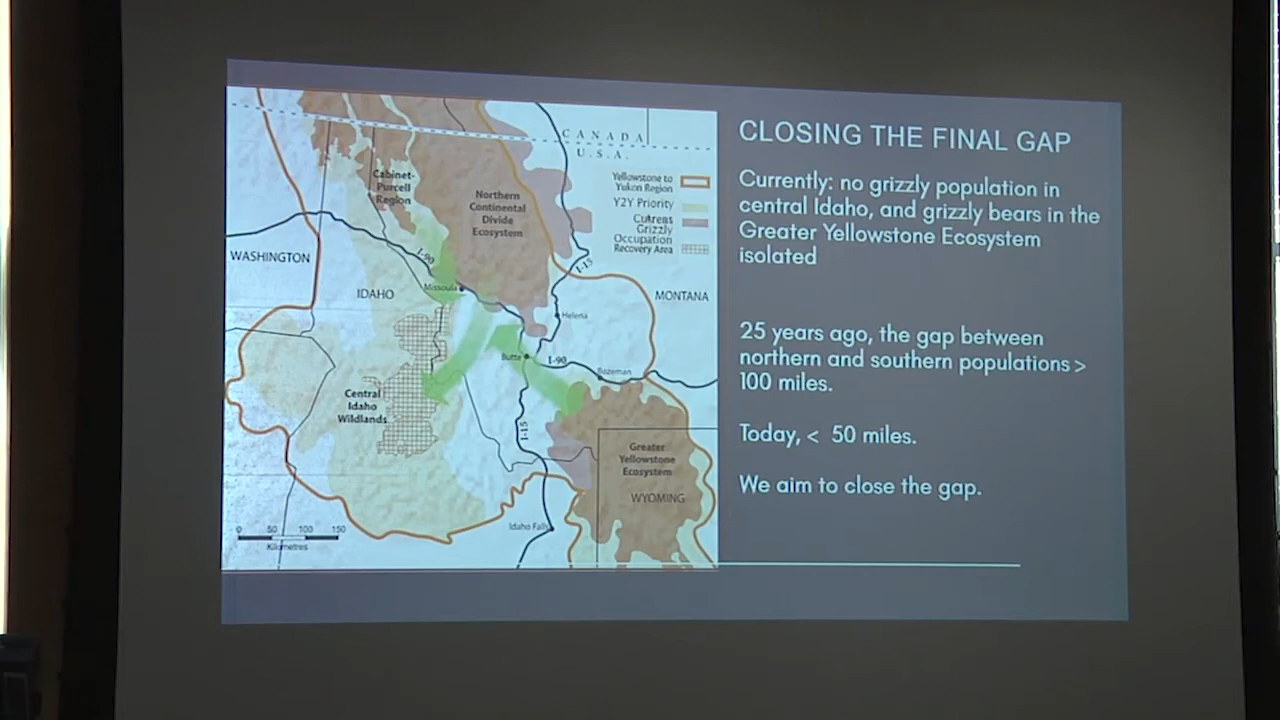 CANADA
U.S.A.
Cabinet-
Purcell
Region
Northern
Continental
Divide
Ecosystem
Yellowstone to
Yukon Region
Y2Y Priority
Grizzly
Occupation
Recovery Area
I-90
I-15
WASHINGTON
IDAHO
Missoula
MONTANA
Helena
Butte
I-90
Bozeman
Central
Idaho
Wildlands
I-15
Greater
Yellowstone
Ecosystem
WYOMING
Idaho Falls
0 50 100 150
Kilometres
CLOSING THE FINAL GAP
Currently: no grizzly population in
central Idaho, and grizzly bears in the
Greater Yellowstone Ecosystem
isolated
25 years ago, the gap between
northern and southern populations >
100 miles.
Today, < 50 miles.
We aim to close the gap.